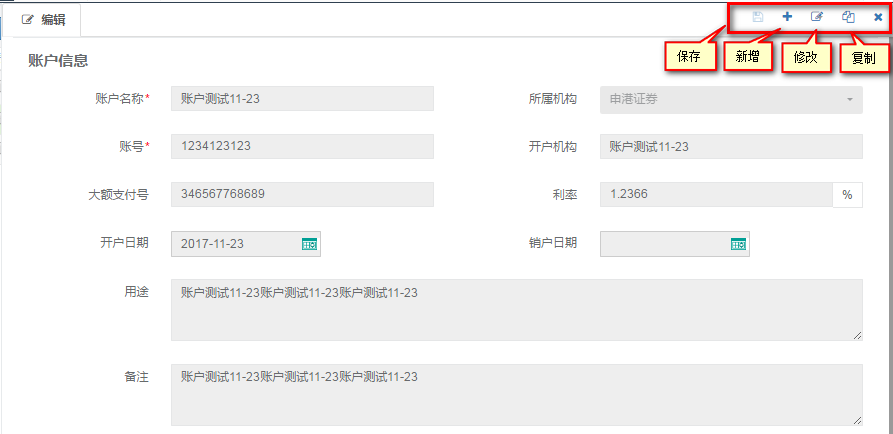 编辑
保存 新增 修改 复制
账户信息
账户名称* 账户测试11-23 所属机构 申港证券
账号* 1234123123 开户机构 账户测试11-23
大额支付号 346567768689 利率 1.2366 %
开户日期 2017-11-23 销户日期
用途 账户测试11-23账户测试11-23账户测试11-23
备注 账户测试11-23账户测试11-23账户测试11-23